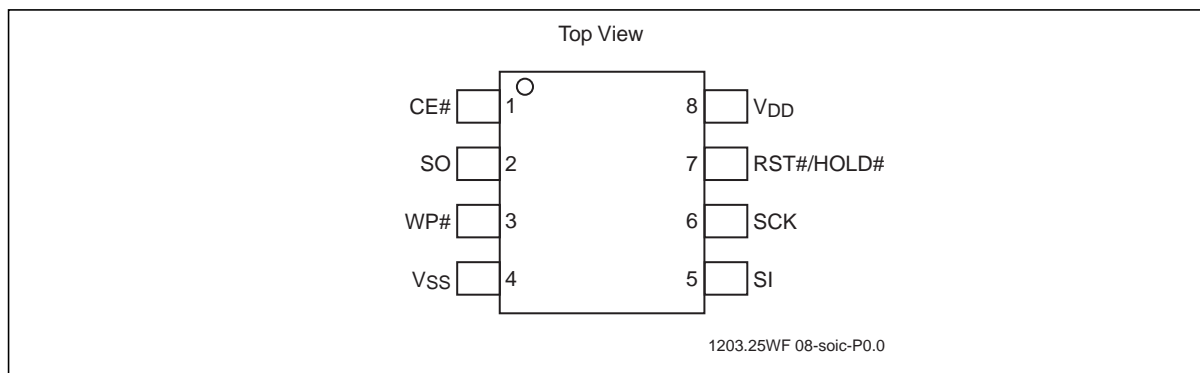 Top View
CE# 1 8 VDD
SO 2 7 RST#/HOLD#
WP# 3 6 SCK
VSS 4 5 SI
1203.25WF 08-soic-P0.0